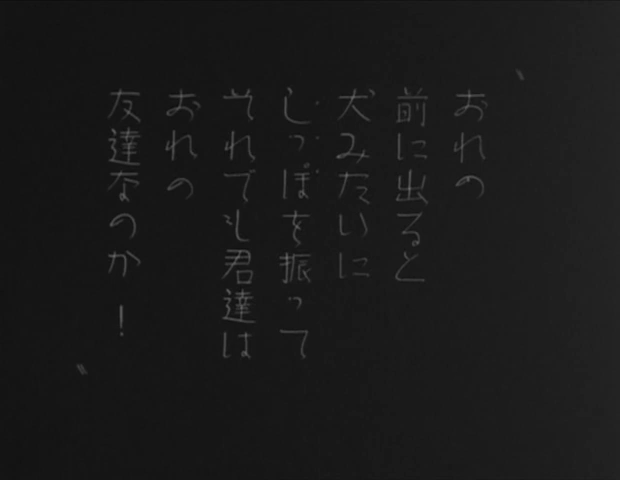 〝おれの
前に出ると
犬みたいに
しっぽを振って
それでも君達は
おれの
友達なのか！〟